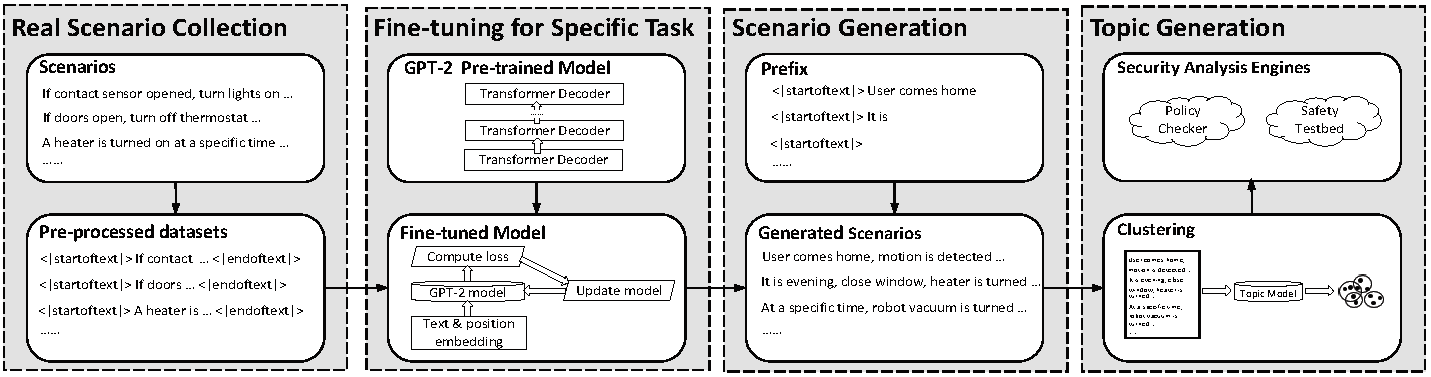 Real Scenario Collection
Scenarios
If contact sensor opened, turn lights on ...
If doors open, turn off thermostat ...
A heater is turned on at a specific time ...
......
Pre-processed datasets
<|startoftext|> If contact ... <|endoftext|>
<|startoftext|> If doors ... <|endoftext|>
<|startoftext|> A heater is ... <|endoftext|>
......
Fine-tuning for Specific Task
GPT-2 Pre-trained Model
Transformer Decoder
......
Transformer Decoder
Transformer Decoder
Fine-tuned Model
Compute loss
GPT-2 model
Update model
Text & position
embedding
Scenario Generation
Prefix
<|startoftext|> User comes home
<|startoftext|> It is
<|startoftext|>
......
Generated Scenarios
User comes home, motion is detected ...
It is evening, close window, heater is turned ...
At a specific time, robot vacuum is turned ...
......
Topic Generation
Security Analysis Engines
Policy
Checker
Safety
Testbed
Clustering
User comes home,
motion is detected ...
It is evening, close
window, heater is
turned ...
At a specific time,
robot vacuum is
turned ...
...
Topic Model